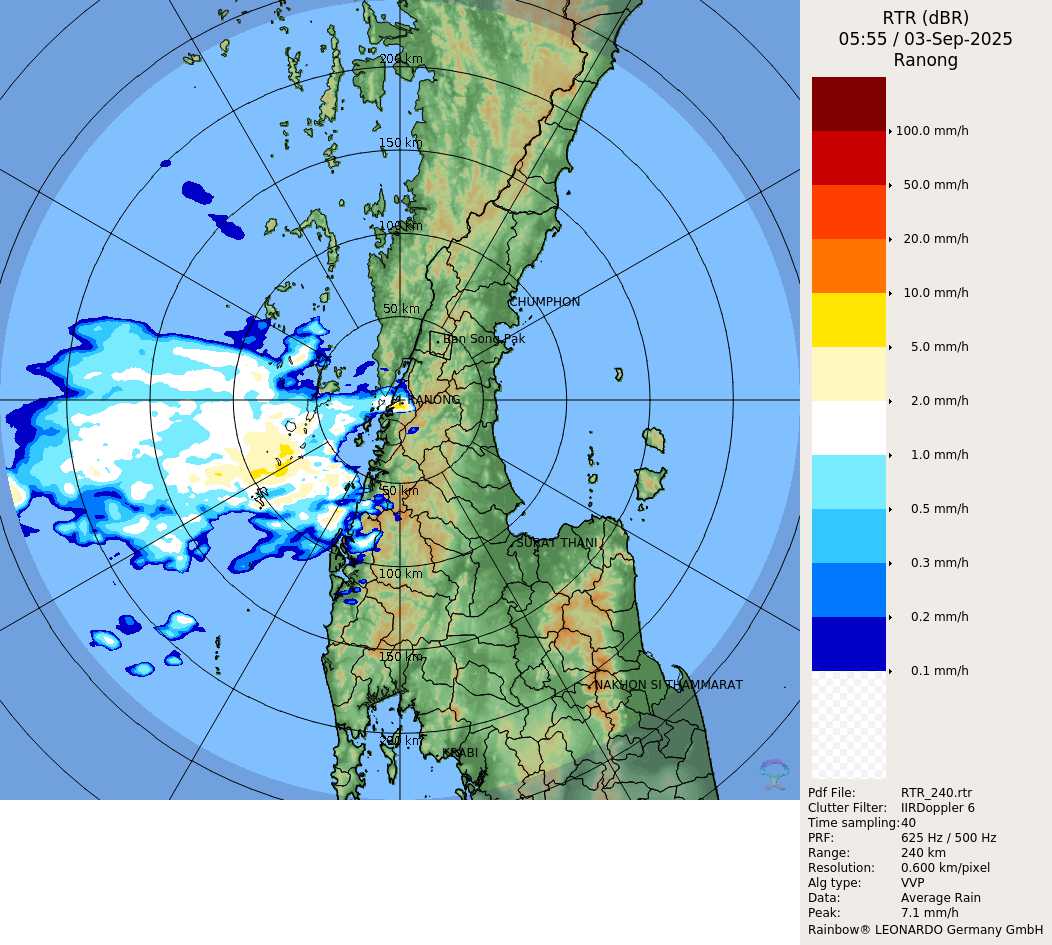 RTR (dBR)
05:55 / 03-Sep-2025
Ranong
200 km
150 km
100 km
50 km
CHUMPHON
Ban Song Pak
RANONG
50 km
SURAT THANI
100 km
150 km
NAKHON SI THAMMARAT
200 km
KRABI
100.0 mm/h
50.0 mm/h
20.0 mm/h
10.0 mm/h
5.0 mm/h
2.0 mm/h
1.0 mm/h
0.5 mm/h
0.3 mm/h
0.2 mm/h
0.1 mm/h
Pdf File: RTR_240.rtr
Clutter Filter: IIRDoppler 6
Time sampling: 40
PRF: 625 Hz / 500 Hz
Range: 240 km
Resolution: 0.600 km/pixel
Alg type: VVP
Data: Average Rain
Peak: 7.1 mm/h
Rainbow® LEONARDO Germany GmbH